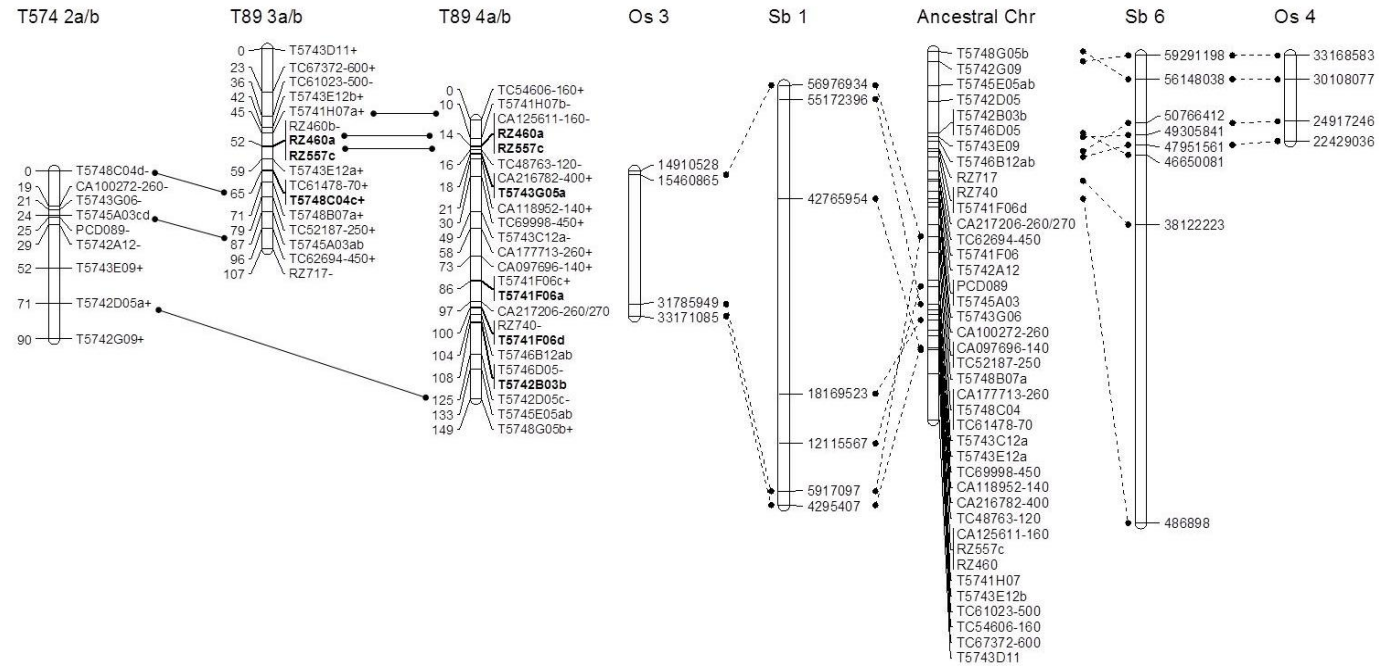 T574 2a/b
T89 3a/b
T89 4a/b
Os 3
Sb 1
Ancestral Chr
Sb 6
Os 4
0 T5748C04d-
19 CA100272-260-
21 T5743G06-
24 T5745A03cd
25 PCD089-
29 T5742A12-
52 T5743E09+
71 T5742D05a+
90 T5742G09+
0 T5743D11+
23 TC67372-600+
36 TC61023-500-
42 T5743E12b+
45 T5741H07a+
RZ460b-
52 RZ460a
RZ557c
59 T5743E12a+
TC61478-70+
65 T5748C04c+
71 T5748B07a+
79 TC52187-250+
87 T5745A03ab
96 TC62694-450+
107 RZ717-
0 TC54606-160+
10 T5741H07b-
CA125611-160-
14 RZ460a
RZ557c
16 TC48763-120-
CA216782-400+
18 T5743G05a
21 CA118952-140+
30 TC69998-450+
49 T5743C12a-
58 CA177713-260+
73 CA097696-140+
T5741F06c+
86 T5741F06a
97 CA217206-260/270
RZ740-
100 T5741F06d
104 T5746B12ab
T5746D05-
108 T5742B03b
125 T5742D05c-
133 T5745E05ab
149 T5748G05b+
14910528
15460865
31785949
33171085
56976934
55172396
42765954
18169523
12115567
5917097
4295407
T5748G05b
T5742G09
T5745E05ab
T5742D05
T5742B03b
T5746D05
T5743E09
T5746B12ab
RZ717
RZ740
T5741F06d
CA217206-260/270
TC62694-450
T5741F06
T5742A12
PCD089
T5745A03
T5743G06
CA100272-260
CA097696-140
TC52187-250
T5748B07a
CA177713-260
T5748C04
TC61478-70
T5743C12a
T5743E12a
TC69998-450
CA118952-140
CA216782-400
TC48763-120
CA125611-160
RZ557c
RZ460
T5741H07
T5743E12b
TC61023-500
TC54606-160
TC67372-600
T5743D11
59291198
56148038
50766412
49305841
47951561
46650081
38122223
486898
33168583
30108077
24917246
22429036